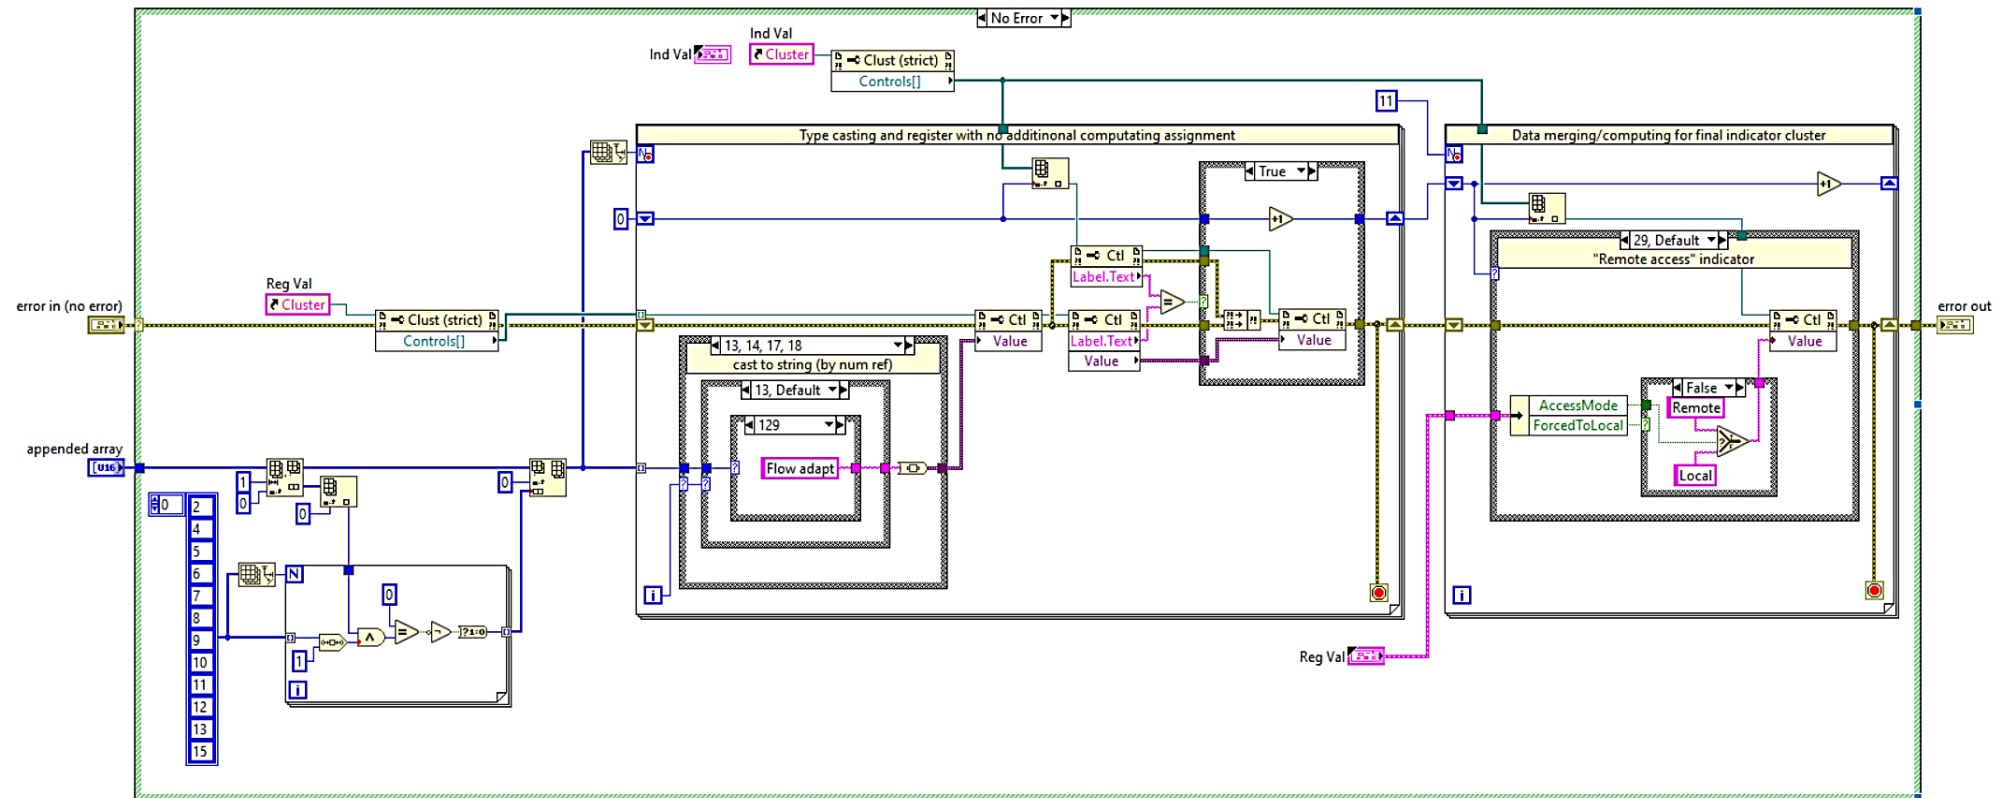 No Error
Ind Val
Ind Val
Cluster
Clust (strict)
Controls[]
11
Type casting and register with no additinonal computating assignment
Data merging/computing for final indicator cluster
N
N
True
+1
+1
0
29, Default
"Remote access" indicator
Ctl
Label.Text
Reg Val
Cluster
error in (no error)
Clust (strict)
Controls[]
Ctl
Value
Ctl
Label.Text
Value
=
?
Ctl
Value
Ctl
Value
error out
13, 14, 17, 18
cast to string (by num ref)
13, Default
129
Flow adapt
False
Remote
Local
AccessMode
ForcedToLocal
appended array
[U16]
1
0
0
0
0
2
4
5
6
7
8
9
10
11
12
13
15
N
0
1
=
?1:0
i
i
i
Reg Val